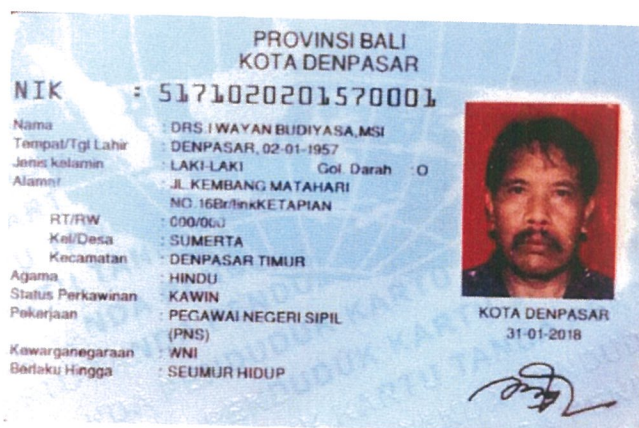 PROVINSI BALI
KOTA DENPASAR
NIK : 5171020201570001
Nama : DRS. I WAYAN BUDIYASA,MSI
Tempat/Tgl Lahir : DENPASAR, 02-01-1957
Jenis kelamin : LAKI-LAKI Gol. Darah : O
Alamat : JL.KEMBANG MATAHARI
NO.16Br/linkKETAPIAN
RT/RW : 000/000
Kel/Desa : SUMERTA
Kecamatan : DENPASAR TIMUR
Agama : HINDU
Status Perkawinan : KAWIN
Pekerjaan : PEGAWAI NEGERI SIPIL
(PNS)
Kewarganegaraan : WNI
Berlaku Hingga : SEUMUR HIDUP
KOTA DENPASAR
31-01-2018